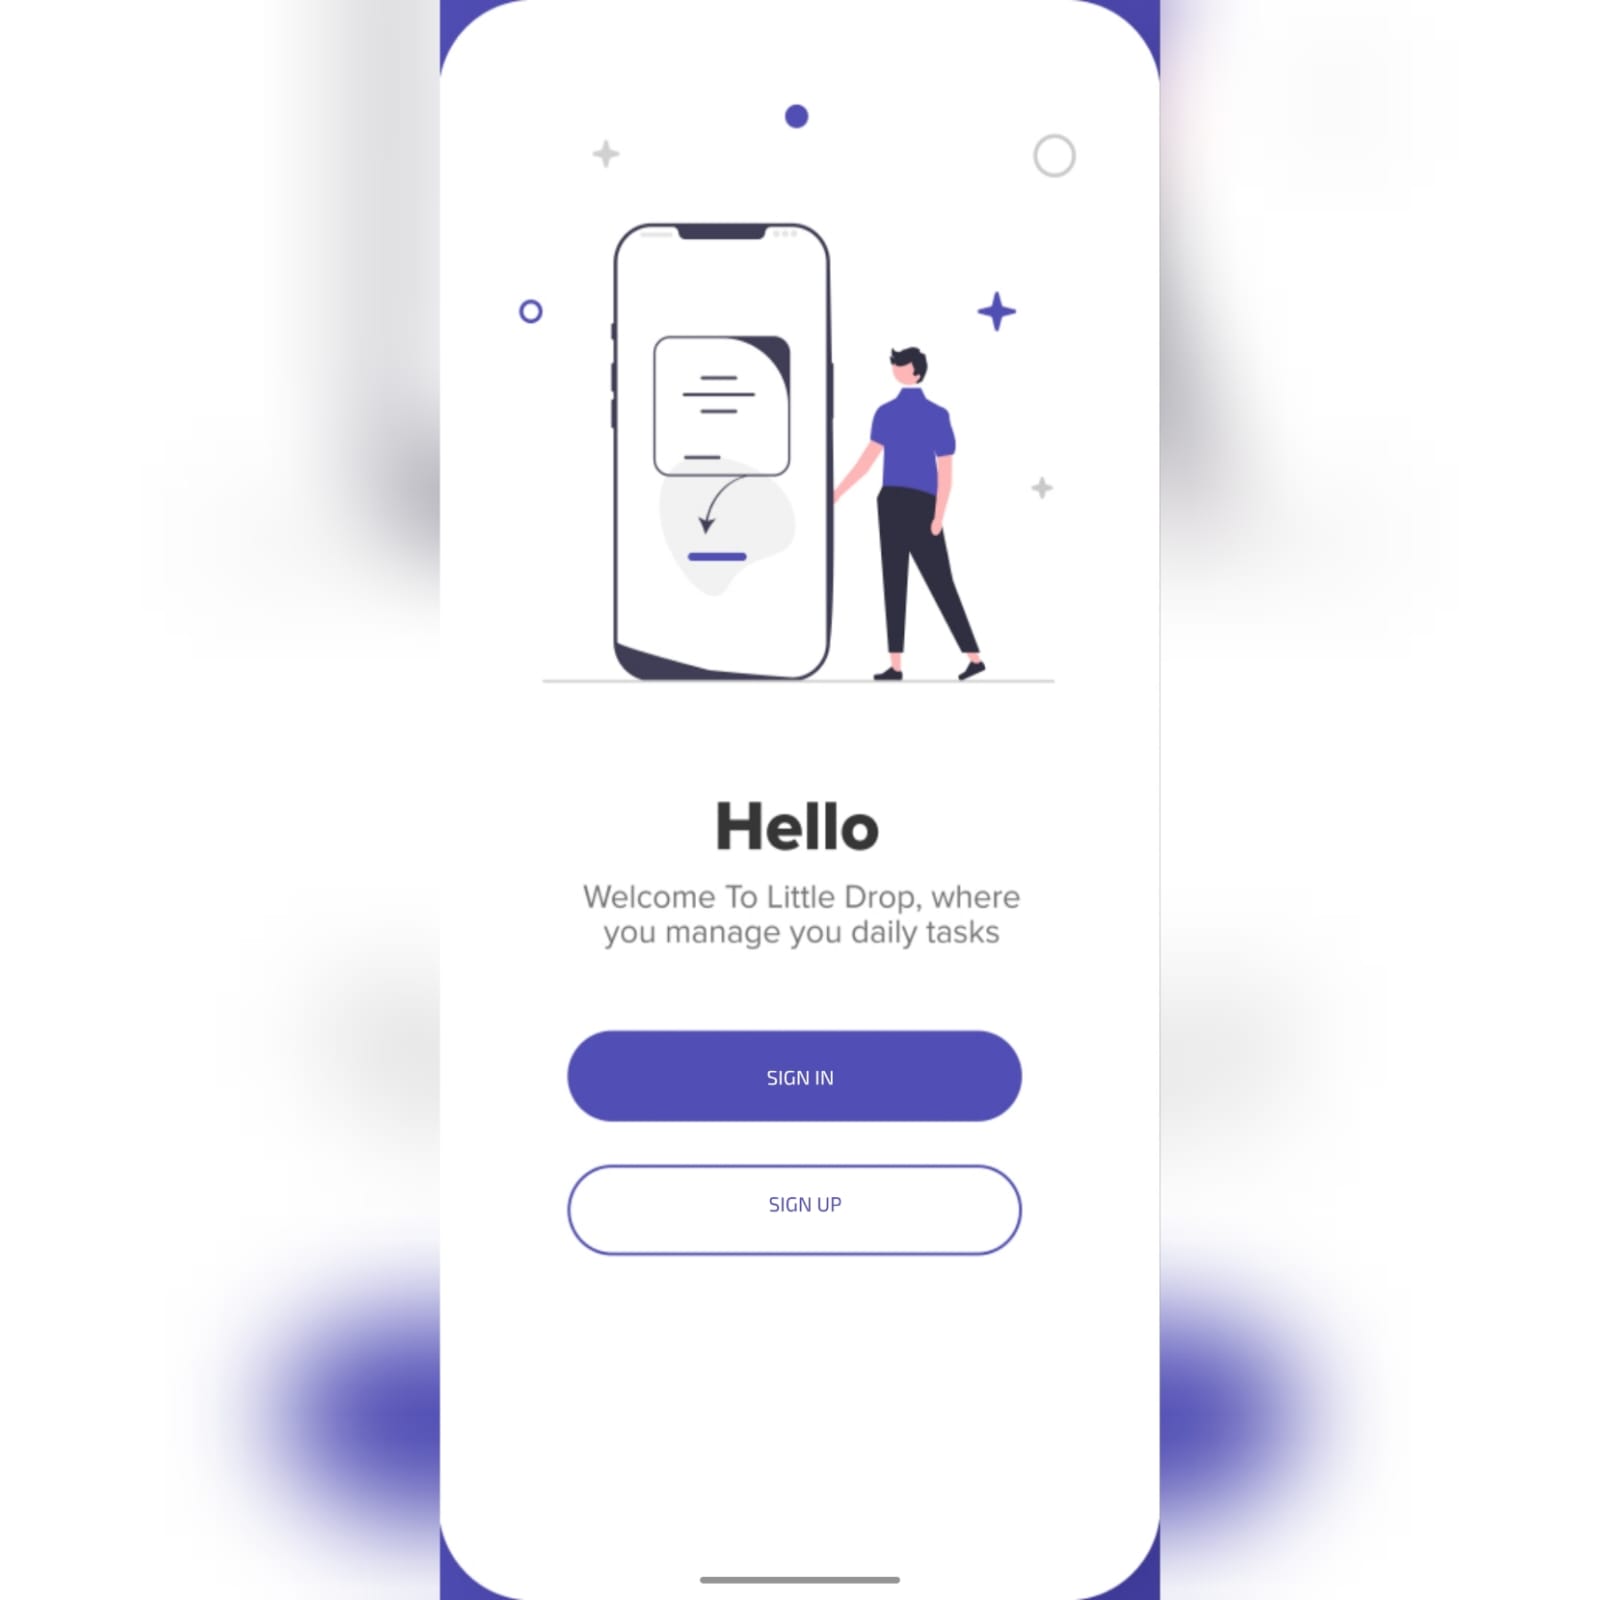 Hello
Welcome To Little Drop, where
you manage you daily tasks
SIGN IN
SIGN UP